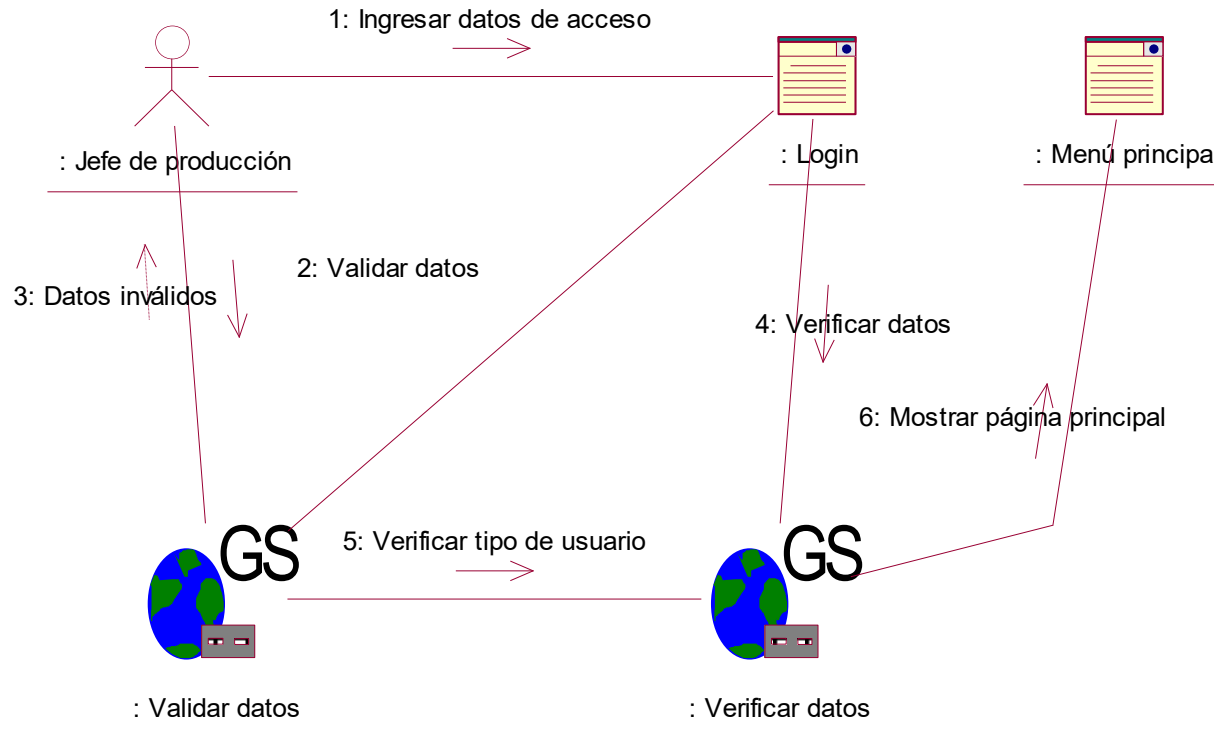 1: Ingresar datos de acceso
: Jefe de producción
: Login
: Menú principa
2: Validar datos
3: Datos inválidos
4: Verificar datos
6: Mostrar página principal
GS
GS
5: Verificar tipo de usuario
: Validar datos
: Verificar datos